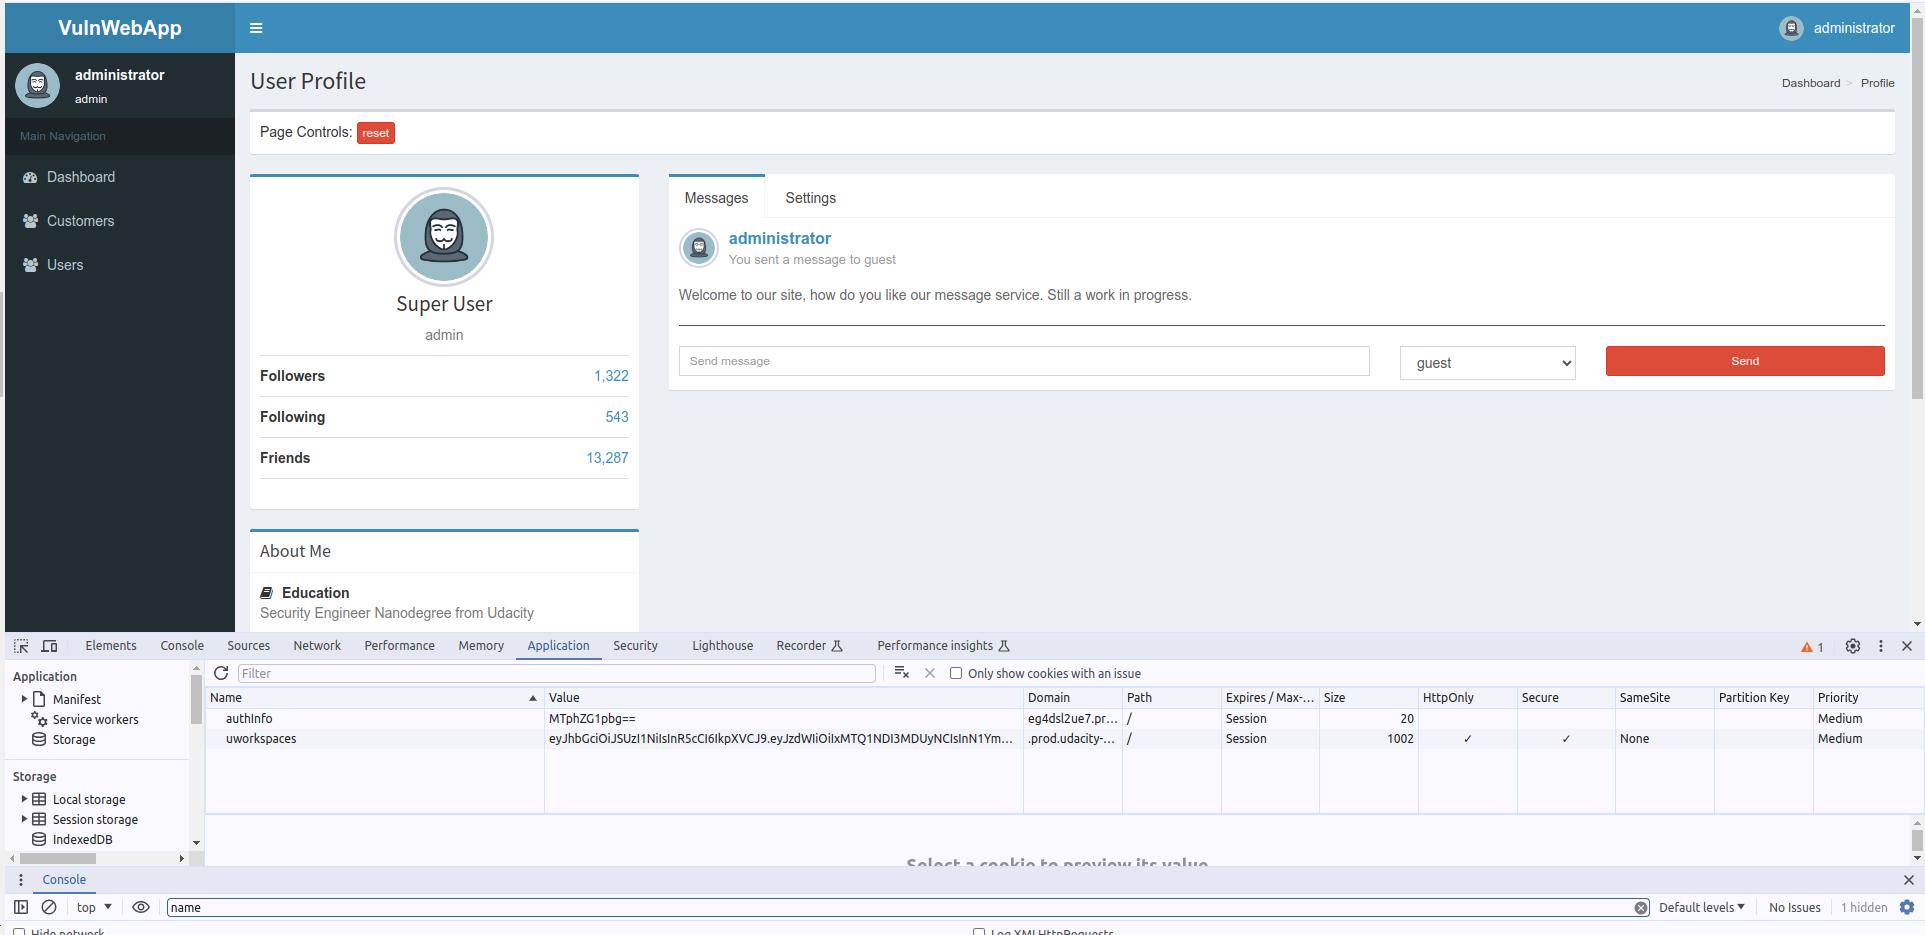 VulnWebApp
administrator
administrator
admin
Main Navigation
Dashboard
Customers
Users
User Profile
Dashboard > Profile
Page Controls: reset
Super User
admin
Followers 1,322
Following 543
Friends 13,287
About Me
Education
Security Engineer Nanodegree from Udacity
Messages Settings
administrator
You sent a message to guest
Welcome to our site, how do you like our message service. Still a work in progress.
Send message guest Send
Elements Console Sources Network Performance Memory Application Security Lighthouse Recorder Performance insights 1
Application
Manifest
Service workers
Storage
Storage
Local storage
Session storage
IndexedDB
Filter Only show cookies with an issue
Name Value Domain Path Expires / Max-... Size HttpOnly Secure SameSite Partition Key Priority
authInfo MTphZG1pbg== eg4dsl2ue7.pr... / Session 20 Medium
uworkspaces eyJhbGciOiJSUzI1NiIsInR5cCI6IkpXVCJ9.eyJzdWIiOiIxMTQ1NDI3MDUyNCIsInN1Ym... .prod.udacity-... / Session 1002 ✓ ✓ None Medium
Select a cookie to preview its value
Console
top name Default levels No Issues 1 hidden
Hide network Log XMLHttpRequests